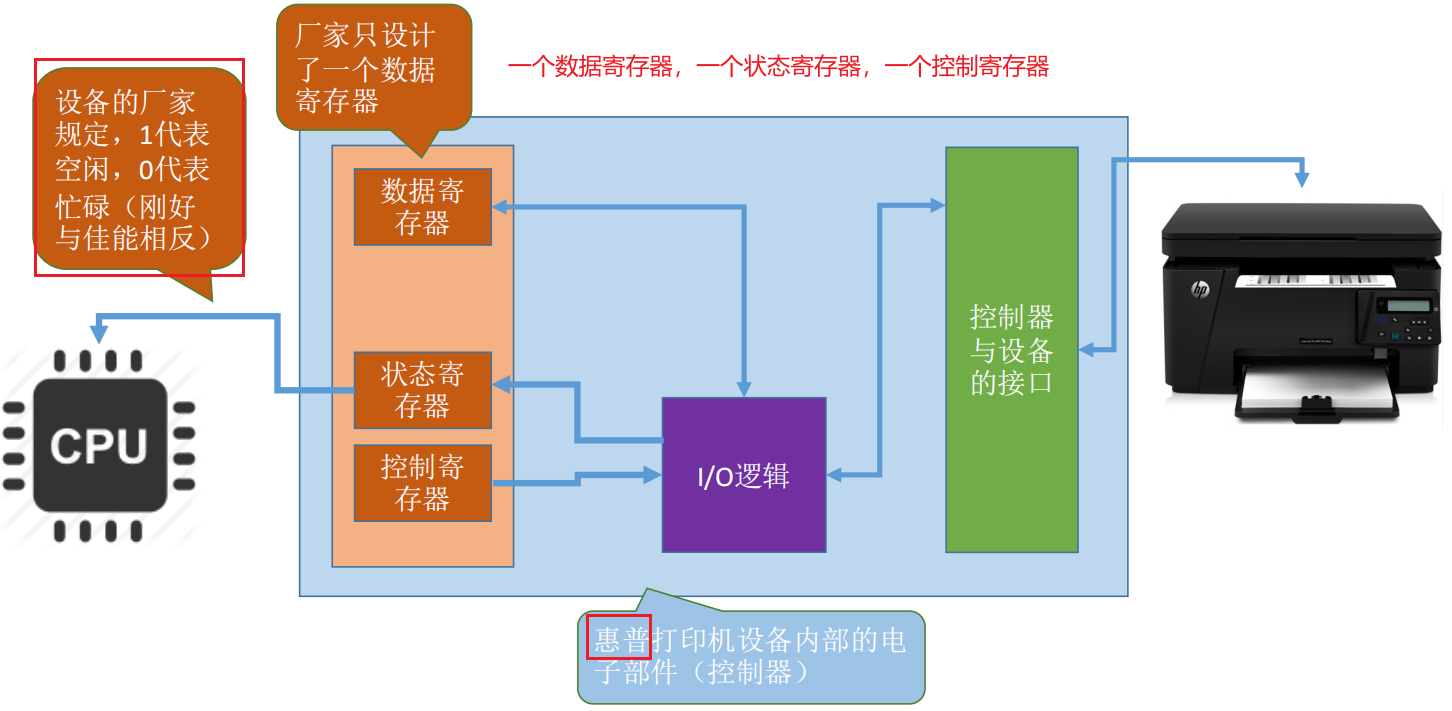 厂家只设计
了一个数据
寄存器
一个数据寄存器，一个状态寄存器，一个控制寄存器
设备的厂家
规定，1代表
空闲，0代表
忙碌（刚好
与佳能相反）
数据寄
存器
状态寄
存器
控制寄
存器
CPU
I/O逻辑
控制器
与设备
的接口
hp
惠普打印机设备内部的电
子部件（控制器）